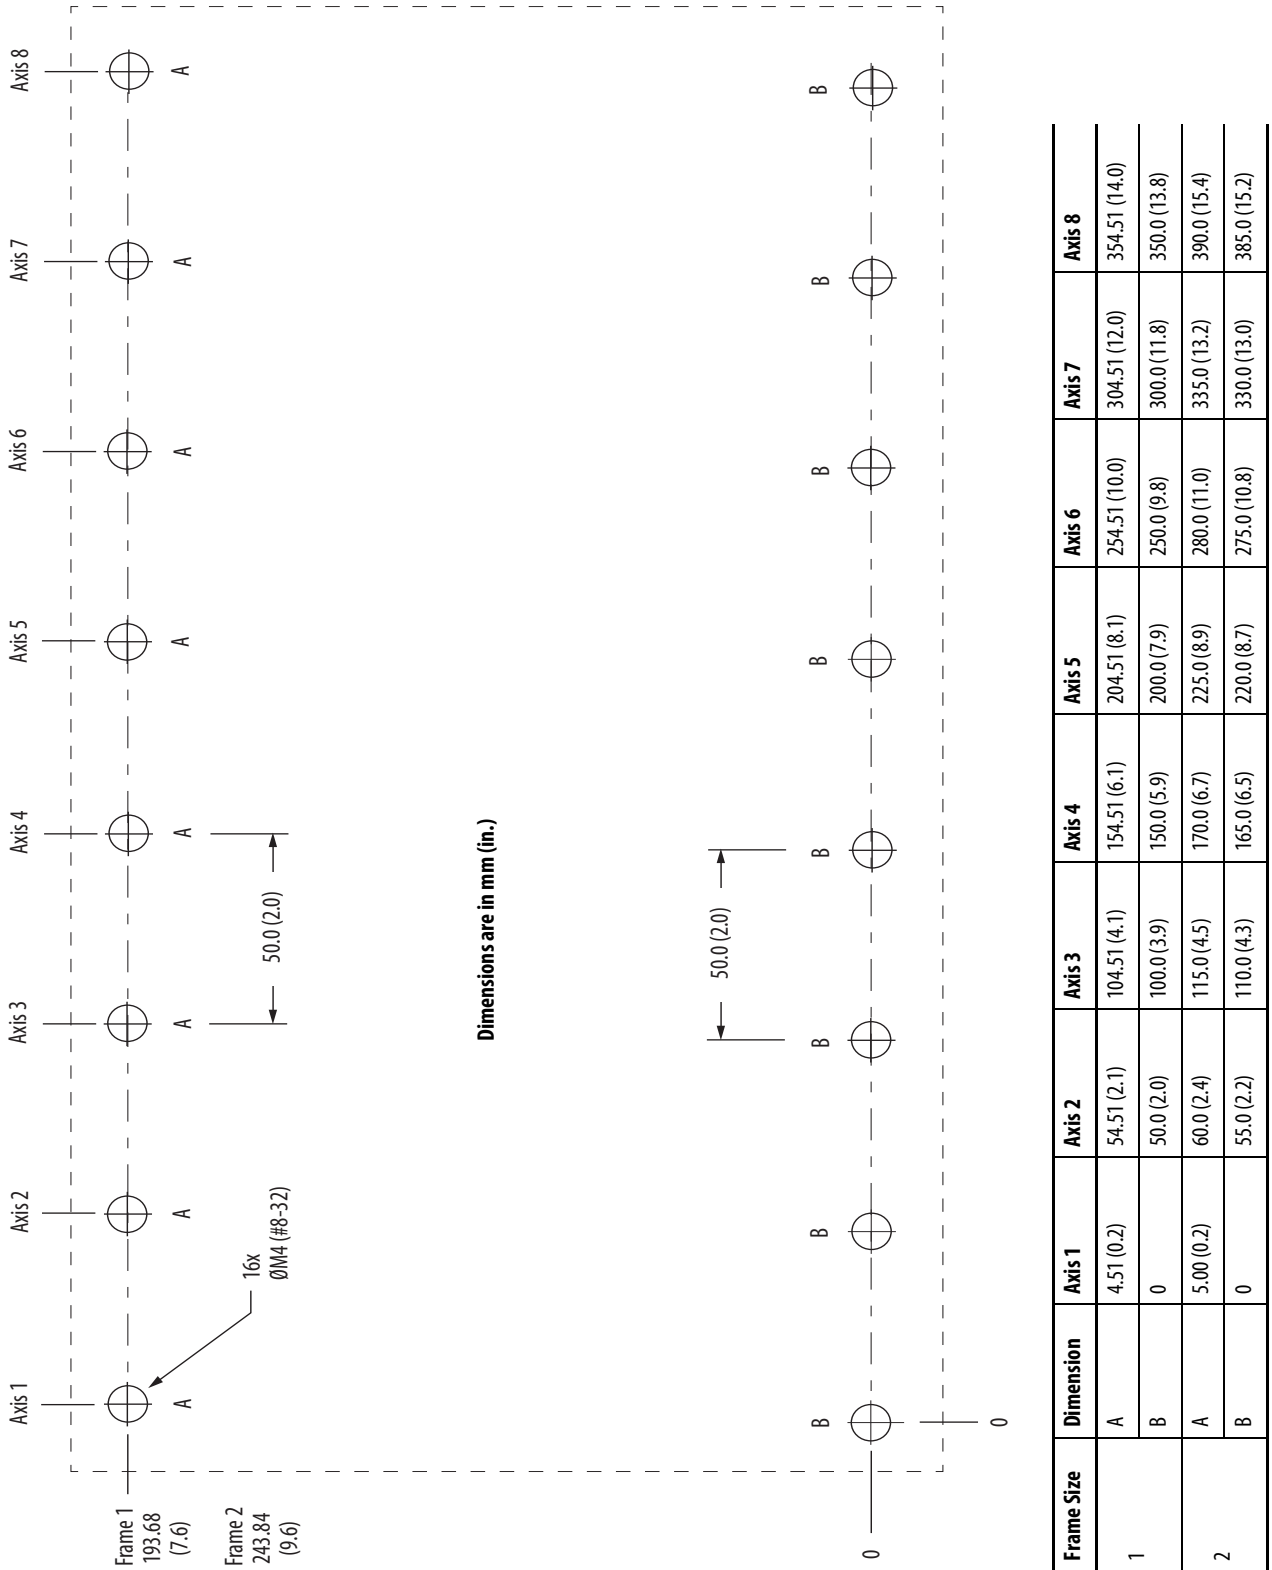 Axis 1
Axis 2
Axis 3
Axis 4
Axis 5
Axis 6
Axis 7
Axis 8
Frame 1
193.68
(7.6)
A
A
A
A
A
A
A
A
Frame 2
243.84
(9.6)
16x
ØM4 (#8-32)
50.0 (2.0)
Dimensions are in mm (in.)
50.0 (2.0)
B
B
B
B
B
B
B
B
0
0
Frame Size Dimension Axis 1 Axis 2 Axis 3 Axis 4 Axis 5 Axis 6 Axis 7 Axis 8
1 A 4.51 (0.2) 54.51 (2.1) 104.51 (4.1) 154.51 (6.1) 204.51 (8.1) 254.51 (10.0) 304.51 (12.0) 354.51 (14.0)
B 0 50.0 (2.0) 100.0 (3.9) 150.0 (5.9) 200.0 (7.9) 250.0 (9.8) 300.0 (11.8) 350.0 (13.8)
2 A 5.00 (0.2) 60.0 (2.4) 115.0 (4.5) 170.0 (6.7) 225.0 (8.9) 280.0 (11.0) 335.0 (13.2) 390.0 (15.4)
B 0 55.0 (2.2) 110.0 (4.3) 165.0 (6.5) 220.0 (8.7) 275.0 (10.8) 330.0 (13.0) 385.0 (15.2)